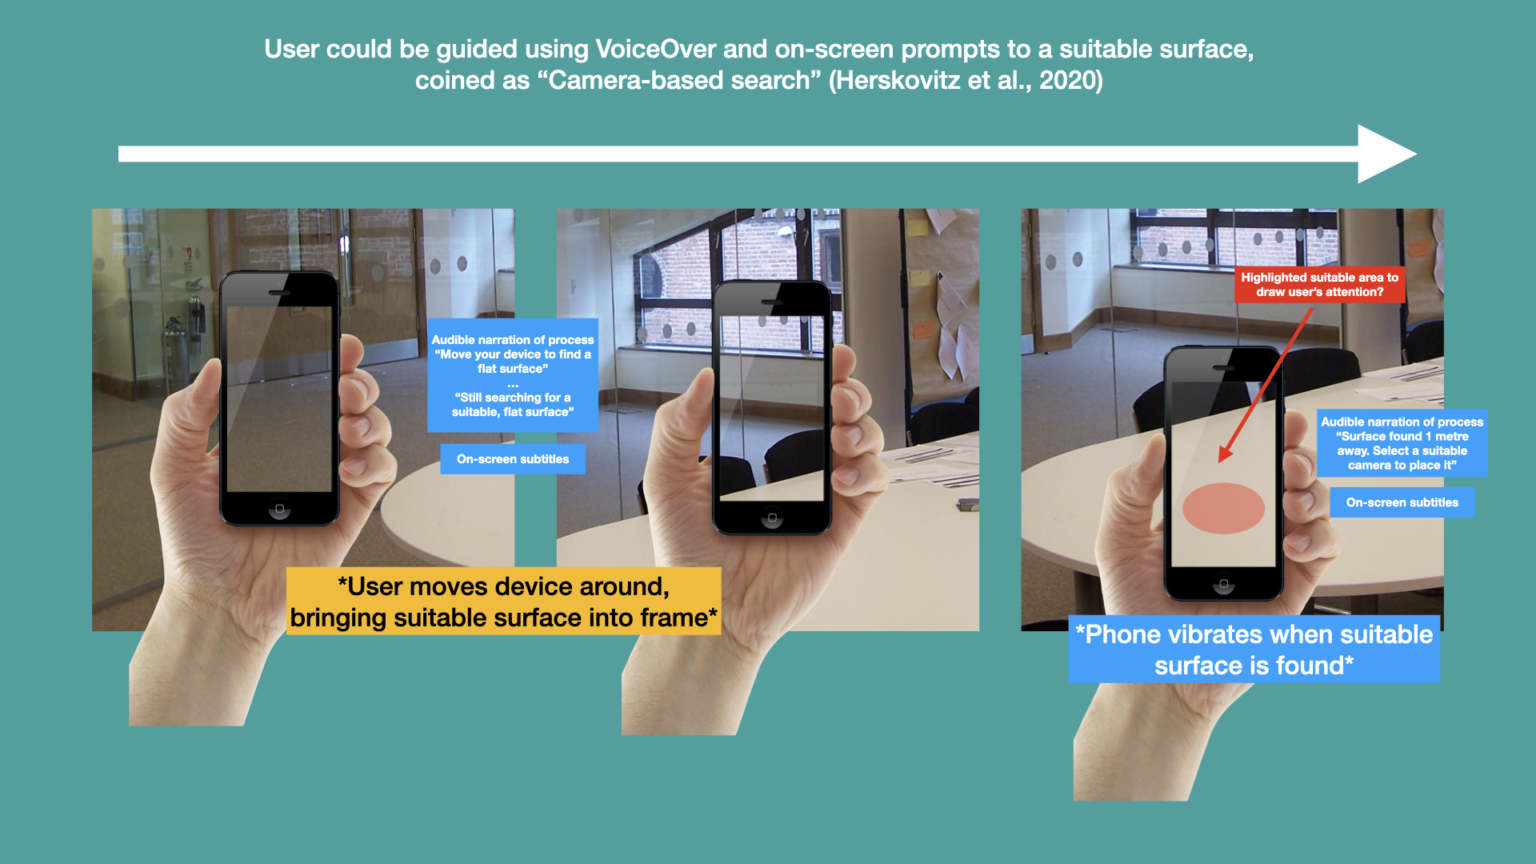 User could be guided using VoiceOver and on-screen prompts to a suitable surface,
coined as “Camera-based search” (Herskovitz et al., 2020)
Audible narration of process
“Move your device to find a
flat surface”
...
“Still searching for a
suitable, flat surface”
On-screen subtitles
*User moves device around,
bringing suitable surface into frame*
Highlighted suitable area to
draw user’s attention?
Audible narration of process
“Surface found 1 metre
away. Select a suitable
camera to place it”
On-screen subtitles
*Phone vibrates when suitable
surface is found*